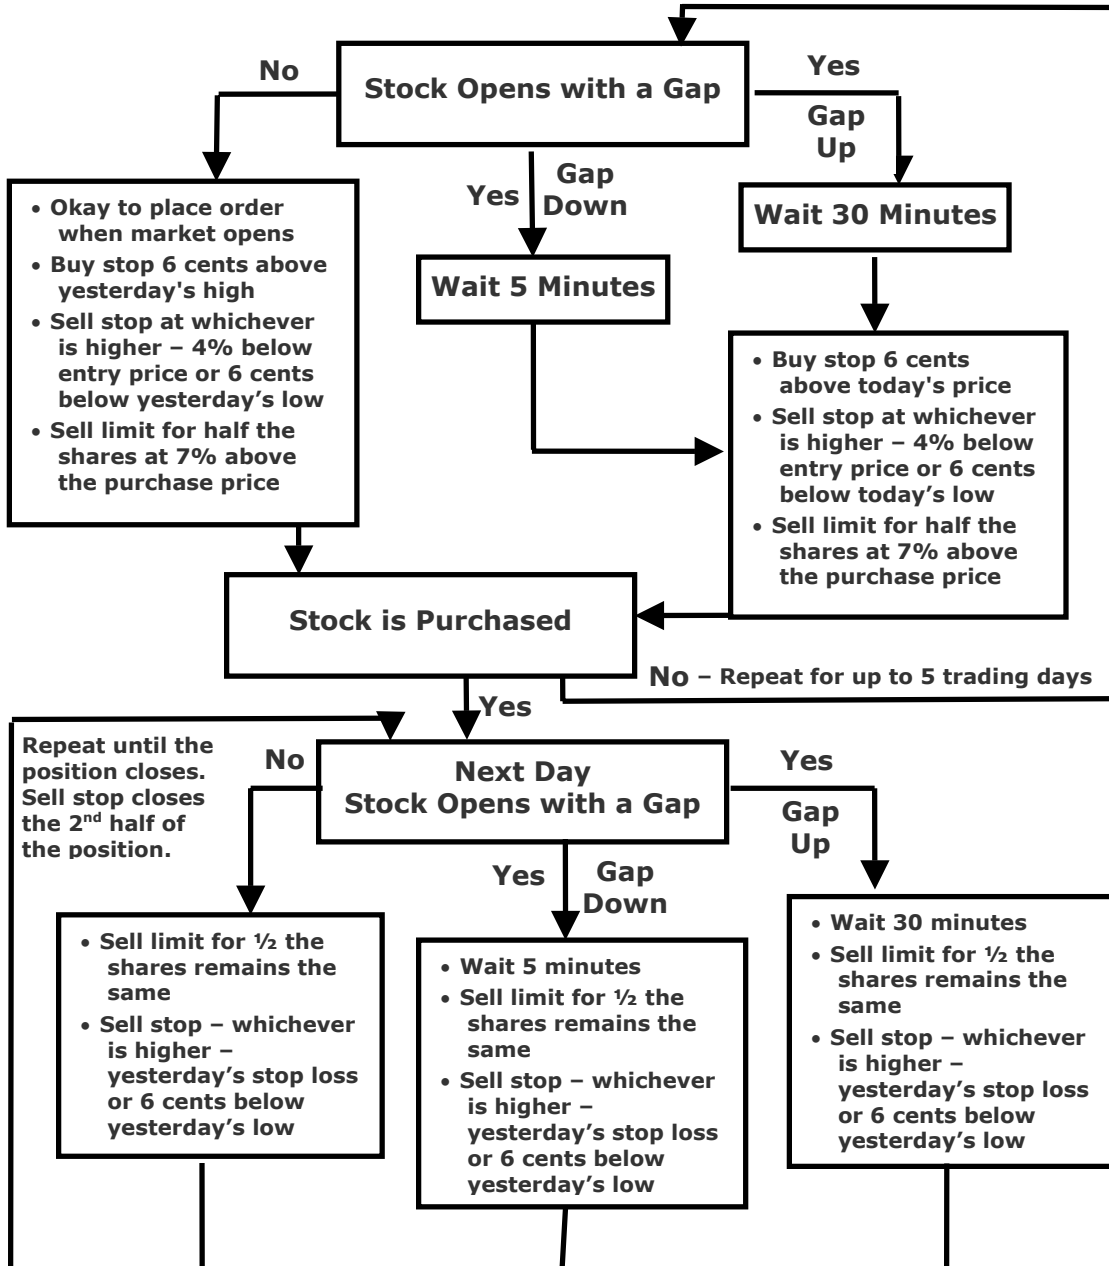 Stock Opens with a Gap
No
Yes
Gap
Up
Yes
Gap
Down
• Okay to place order
when market opens
• Buy stop 6 cents above
yesterday's high
• Sell stop at whichever
is higher – 4% below
entry price or 6 cents
below yesterday’s low
• Sell limit for half the
shares at 7% above
the purchase price
Wait 5 Minutes
Wait 30 Minutes
• Buy stop 6 cents
above today's price
• Sell stop at whichever
is higher – 4% below
entry price or 6 cents
below today’s low
• Sell limit for half the
shares at 7% above
the purchase price
Stock is Purchased
No – Repeat for up to 5 trading days
Yes
Repeat until the
position closes.
Sell stop closes
the 2nd half of
the position.
Next Day
Stock Opens with a Gap
No
Yes
Gap
Down
Yes
Gap
Up
• Sell limit for ½ the
shares remains the
same
• Sell stop – whichever
is higher –
yesterday’s stop loss
or 6 cents below
yesterday’s low
• Wait 5 minutes
• Sell limit for ½ the
shares remains the
same
• Sell stop – whichever
is higher –
yesterday’s stop loss
or 6 cents below
yesterday’s low
• Wait 30 minutes
• Sell limit for ½ the
shares remains the
same
• Sell stop – whichever
is higher –
yesterday’s stop loss
or 6 cents below
yesterday’s low